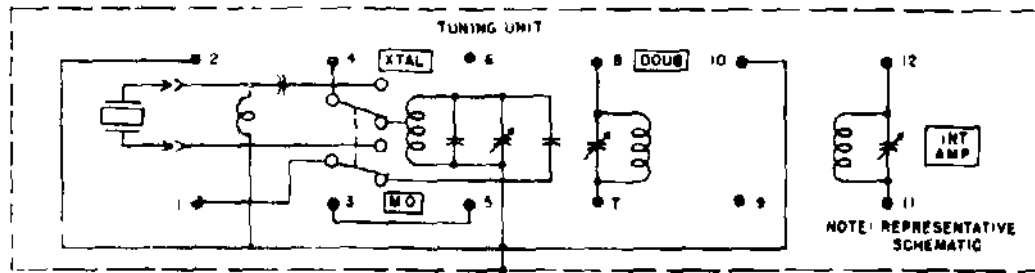 TUNING UNIT
2 4 XTAL 6 8 DOUB 10 12
INT
AMP
1 3 MO 5 7 9 11
NOTE: REPRESENTATIVE
SCHEMATIC